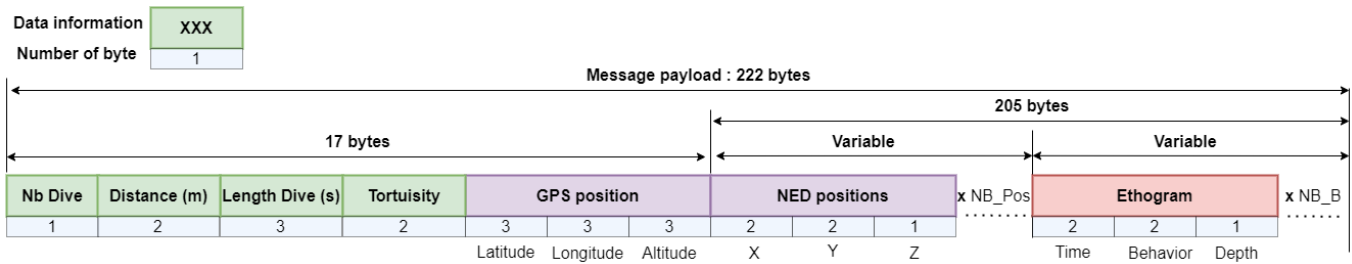 Data information XXX
Number of byte 1
Message payload : 222 bytes
205 bytes
17 bytes Variable Variable
Nb Dive Distance (m) Length Dive (s) Tortuisity GPS position NED positions x NB_Pos Ethogram x NB_B
1 2 3 2 3 3 3 2 2 1 2 2 1
Latitude Longitude Altitude X Y Z Time Behavior Depth